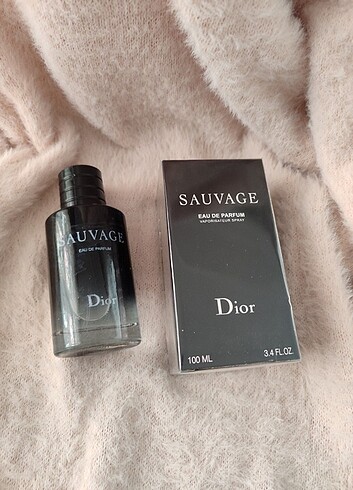 SAUVAGE
EAU DE PARFUM
Dior
SAUVAGE
EAU DE PARFUM
VAPORISATEUR SPRAY
Dior
100 ML 3.4 FL.OZ.